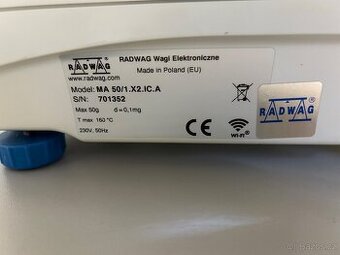 RADWAG
www.radwag.com
RADWAG Wagi Elektroniczne
Made in Poland (EU)
Model: MA 50/1.X2.IC.A
S/N: 701352
Max 50g d=0,1mg
T max 160 °C
230V, 50Hz
CE
Wi-Fi
RADWAG